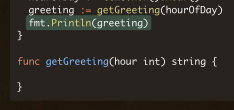 greeting := getGreeting(hourOfDay)
fmt.Println(greeting)
}
func getGreeting(hour int) string {
}